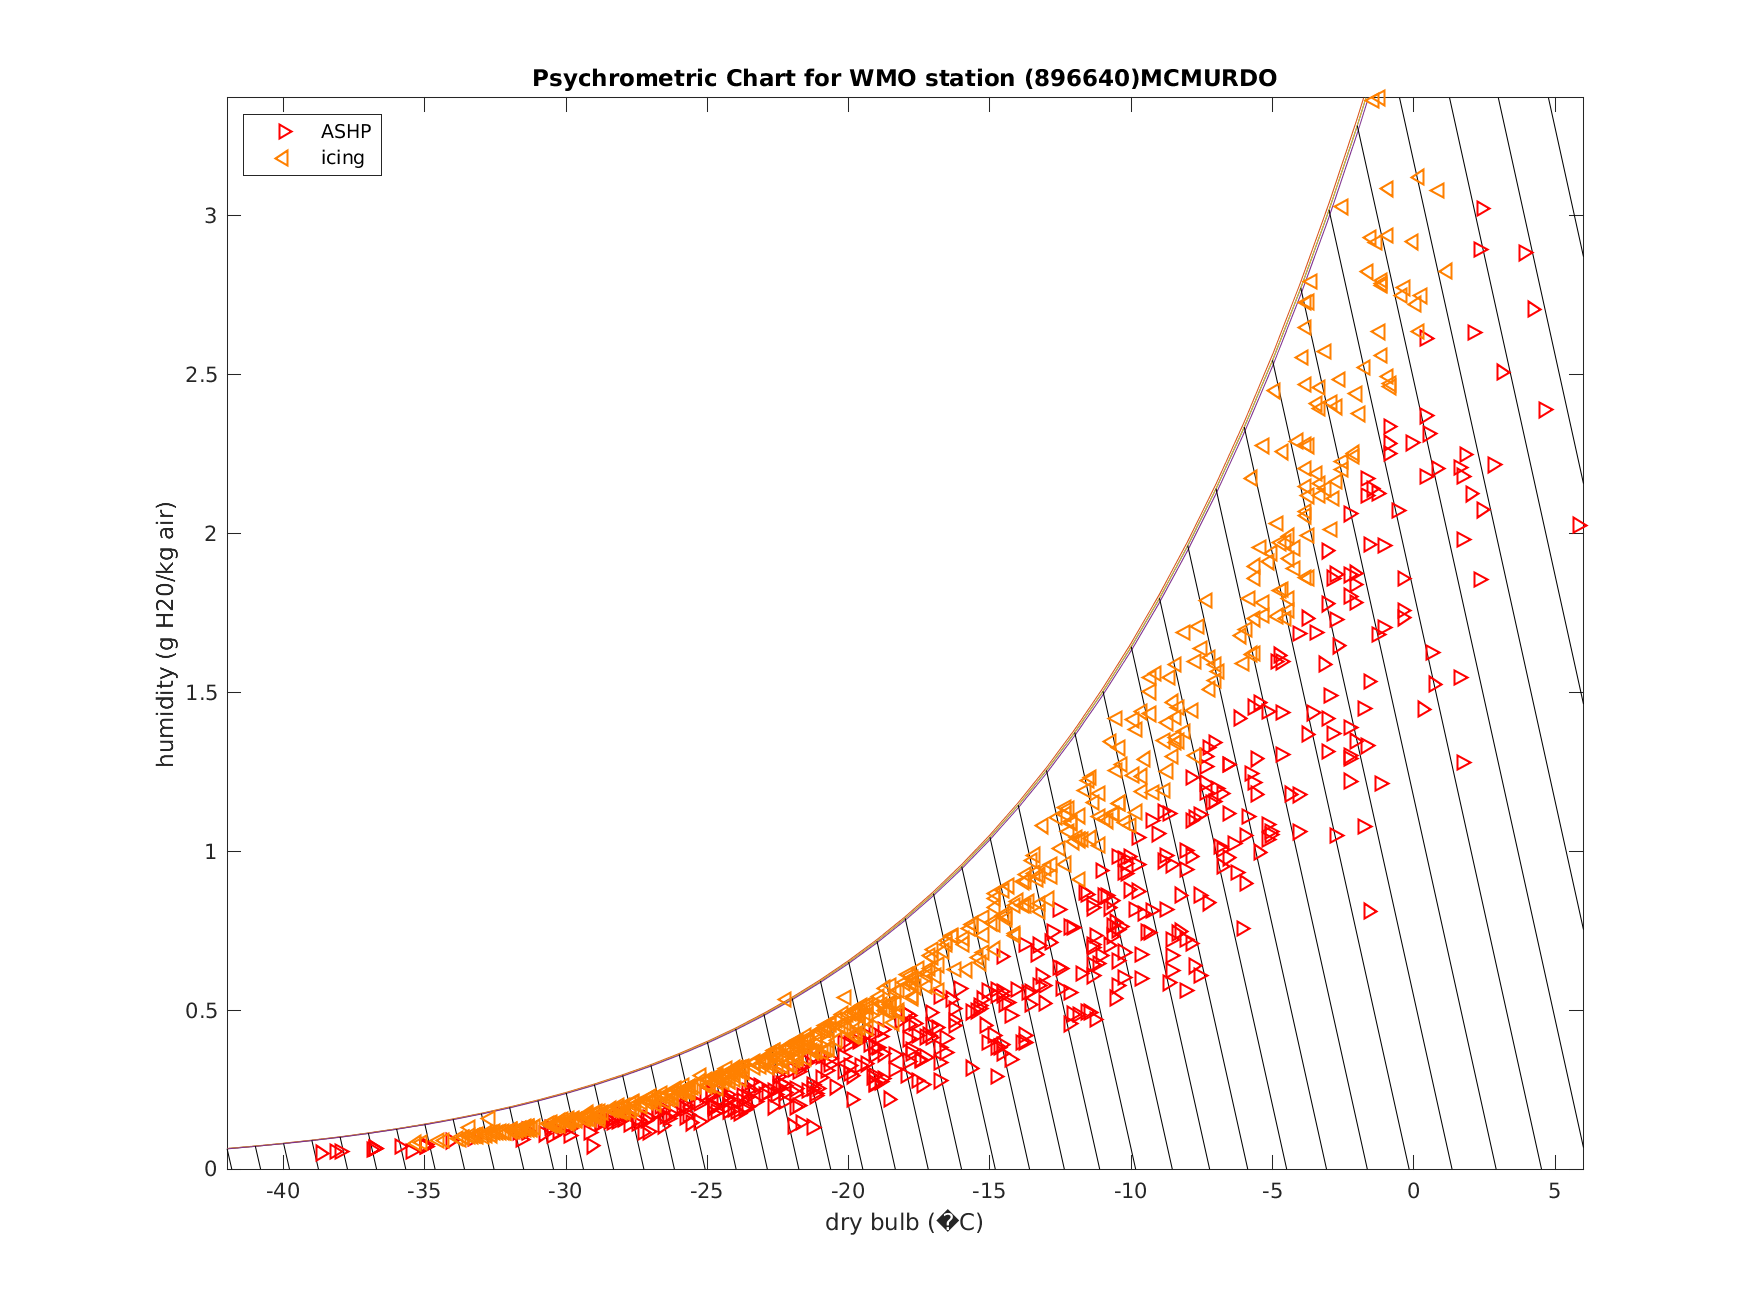 Psychrometric Chart for WMO station (896640)MCMURDO
ASHP
icing
3
2.5
2
1.5
1
0.5
0
humidity (g H20/kg air)
-40 -35 -30 -25 -20 -15 -10 -5 0 5
dry bulb (�C)